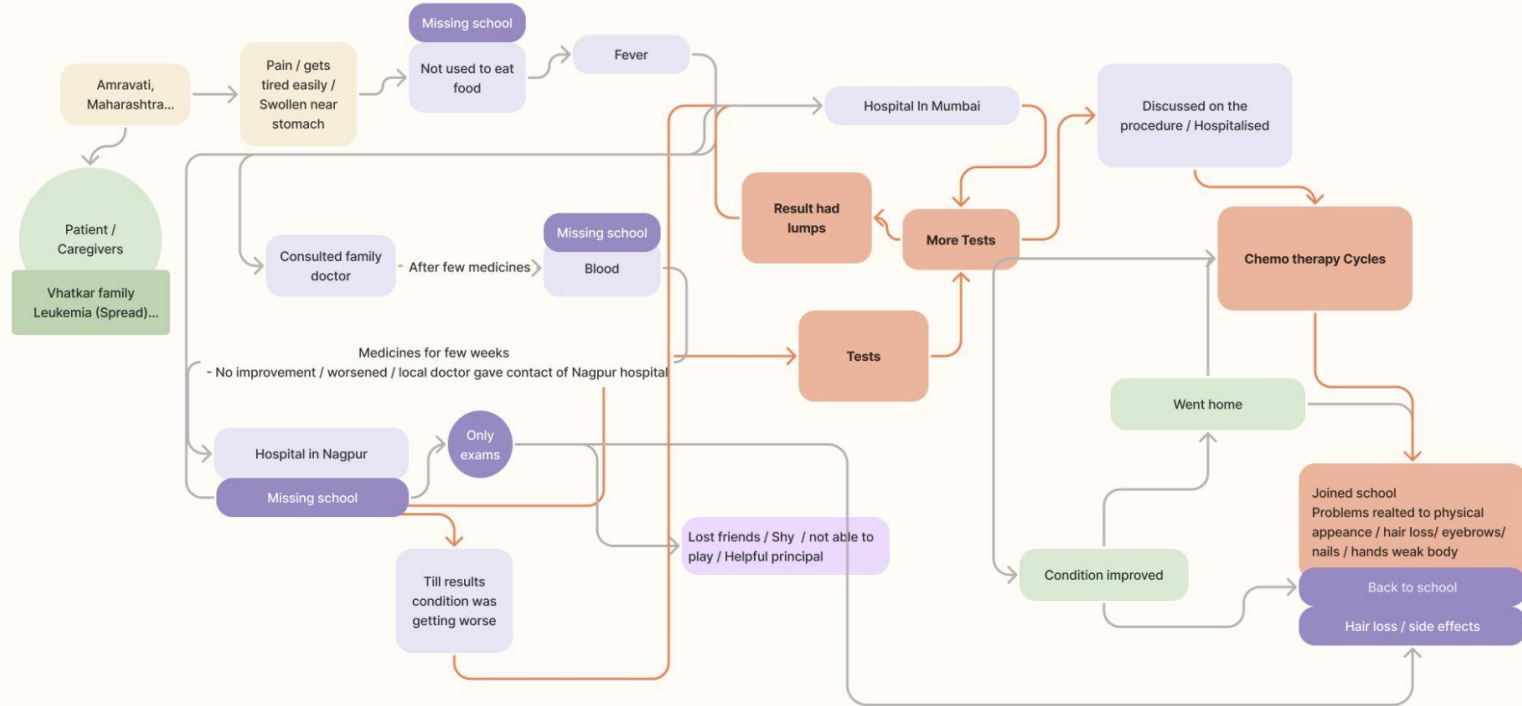 Missing school
Amravati,
Maharashtra...
Pain / gets
tired easily /
Swollen near
stomach
Not used to eat
food
Fever
Hospital In Mumbai
Discussed on the
procedure / Hospitalised
Patient /
Caregivers
Vhatkar family
Leukemia (Spread)...
Consulted family
doctor
After few medicines
Missing school
Blood
Result had
lumps
More Tests
Chemo therapy Cycles
Medicines for few weeks
- No improvement / worsened / local doctor gave contact of Nagpur hospital
Tests
Hospital in Nagpur
Missing school
Only
exams
Went home
Till results
condition was
getting worse
Lost friends / Shy / not able to
play / Helpful principal
Condition improved
Joined school
Problems realted to physical
appeance / hair loss/ eyebrows/
nails / hands weak body
Back to school
Hair loss / side effects